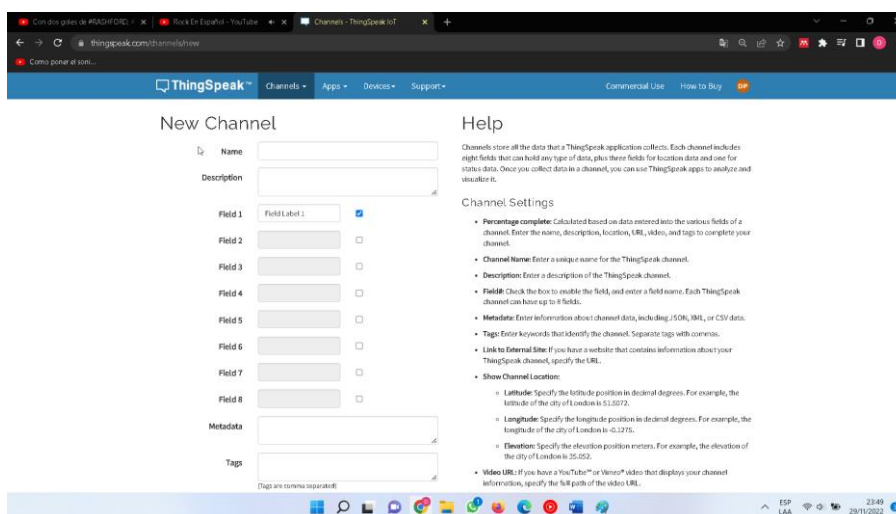 Con dos goles de #RASHFORD,
Rock En Español - YouTube
Channels - ThingSpeak IoT
thingspeak.com/channels/new
Como poner el soni...
ThingSpeak™
Channels
Apps
Devices
Support
Commercial Use
How to Buy
DP
New Channel
Name
Description
Field 1
Field Label 1
Field 2
Field 3
Field 4
Field 5
Field 6
Field 7
Field 8
Metadata
Tags
(Tags are comma separated)
Help
Channels store all the data that a ThingSpeak application collects. Each channel includes
eight fields that can hold any type of data, plus three fields for location data and one for
status data. Once you collect data in a channel, you can use ThingSpeak apps to analyze and
visualize it.
Channel Settings
• Percentage complete: Calculated based on data entered into the various fields of a
channel. Enter the name, description, location, URL, video, and tags to complete your
channel.
• Channel Name: Enter a unique name for the ThingSpeak channel.
• Description: Enter a description of the ThingSpeak channel.
• Field#: Check the box to enable the field, and enter a field name. Each ThingSpeak
channel can have up to 8 fields.
• Metadata: Enter information about channel data, including JSON, XML, or CSV data.
• Tags: Enter keywords that identify the channel. Separate tags with commas.
• Link to External Site: If you have a website that contains information about your
ThingSpeak channel, specify the URL.
• Show Channel Location:
Latitude: Specify the latitude position in decimal degrees. For example, the
latitude of the city of London is 51.5072.
Longitude: Specify the longitude position in decimal degrees. For example, the
longitude of the city of London is -0.1275.
Elevation: Specify the elevation position meters. For example, the elevation of
the city of London is 35.052.
• Video URL: If you have a YouTube™ or Vimeo® video that displays your channel
information, specify the full path of the video URL.
ESP
LAA
23:49
29/11/2022